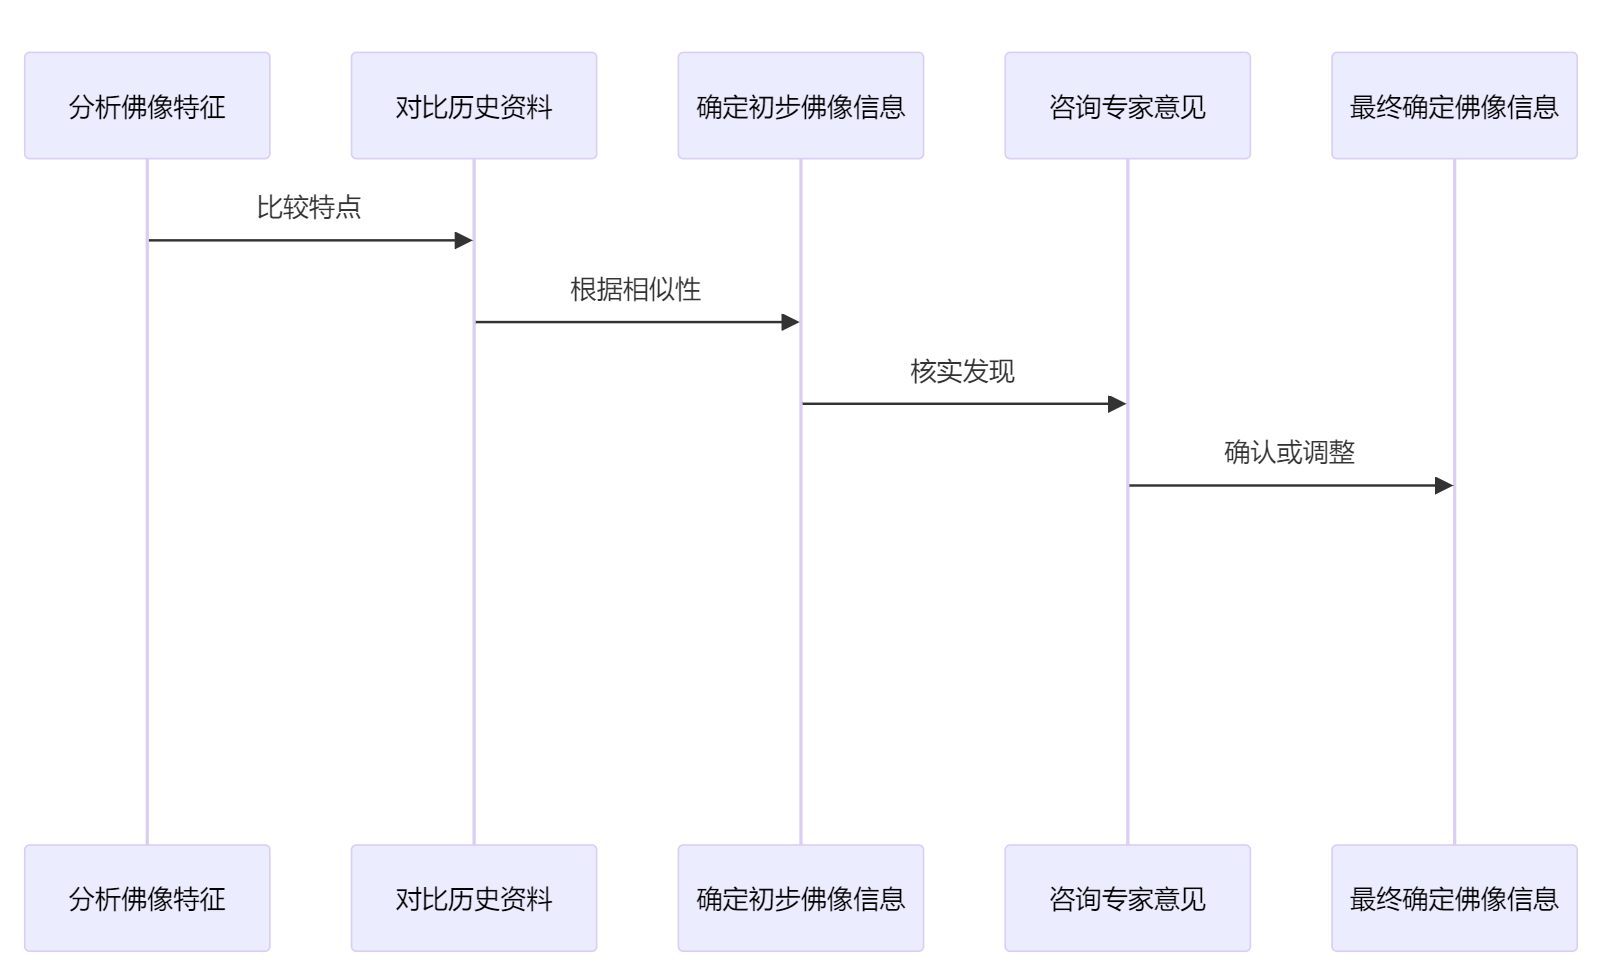 分析佛像特征
对比历史资料
确定初步佛像信息
咨询专家意见
最终确定佛像信息
比较特点
根据相似性
核实发现
确认或调整
分析佛像特征
对比历史资料
确定初步佛像信息
咨询专家意见
最终确定佛像信息